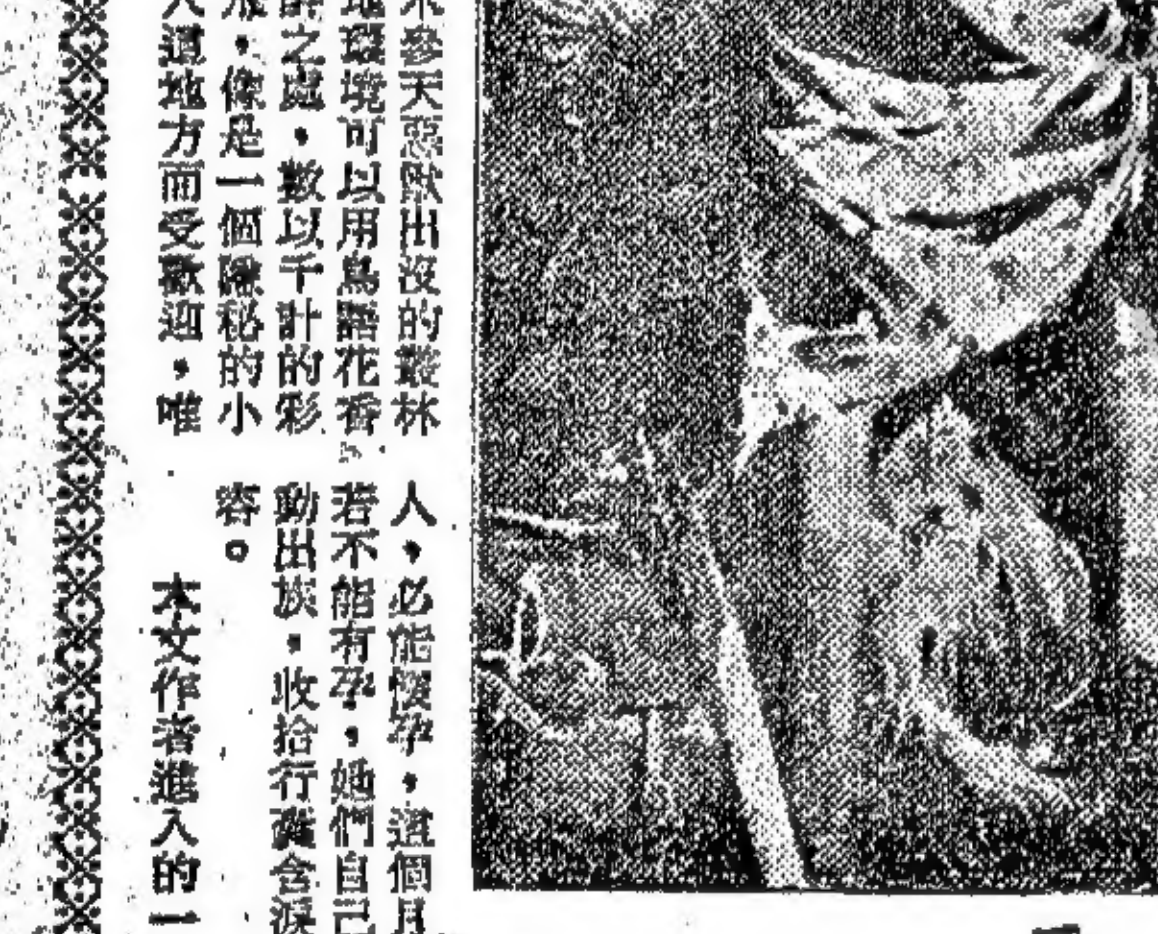 參天惡獸出沒的叢林
環境可以用鳥語花香
之處，數以千計的彩
，像是一個隱秘的小
人道地方而受歡迎，唯
人，必能懷孕，這個月
若不能有孕，她們自己
動出族，收拾行離含淚
容。
本文作者進入的一